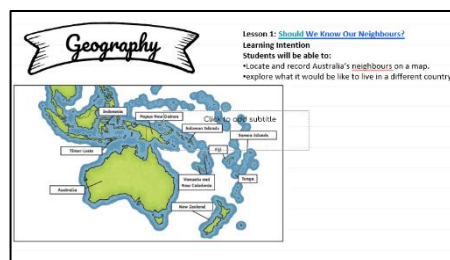 Geography
Lesson 1: Should We Know Our Neighbours?
Learning Intention
Students will be able to:
•Locate and record Australia's neighbours on a map.
•explore what it would be like to live in a different country
Indonesia
Papua New Guinea
Click to add subtitle
Solomon Islands
Samoa Islands
Timor-Leste
Fiji
Vanuatu and
New Caledonia
Tonga
Australia
New Zealand